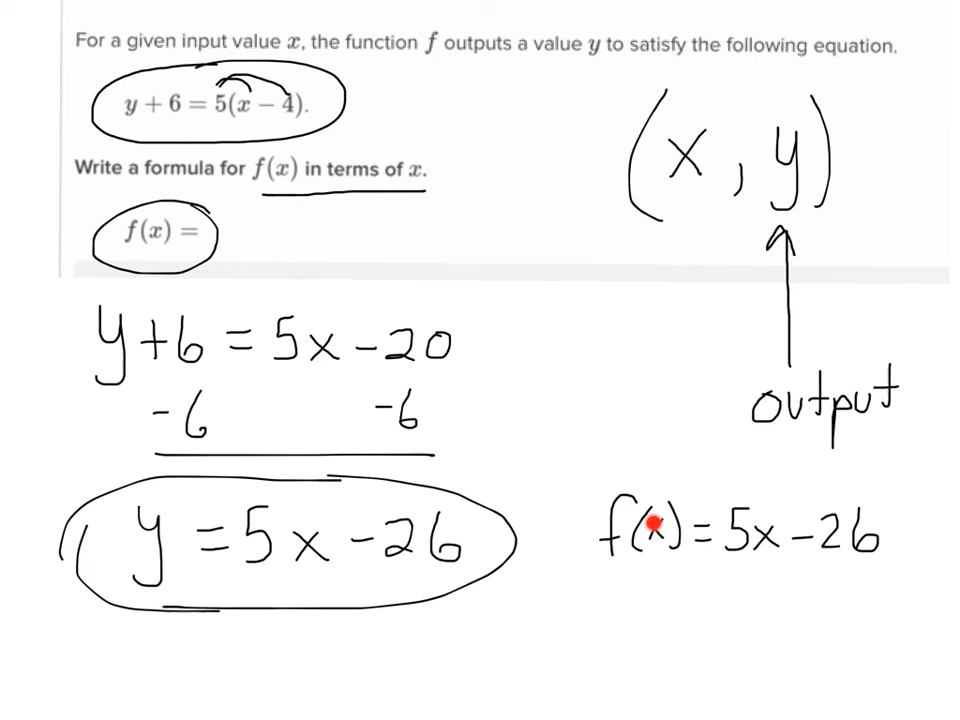 For a given input value x, the function f outputs a value y to satisfy the following equation.
y + 6 = 5(x − 4).
Write a formula for f(x) in terms of x.
f(x) =
(x, y)
output
y+6 = 5x-20
-6 -6
y = 5x-26
f(x) = 5x-26